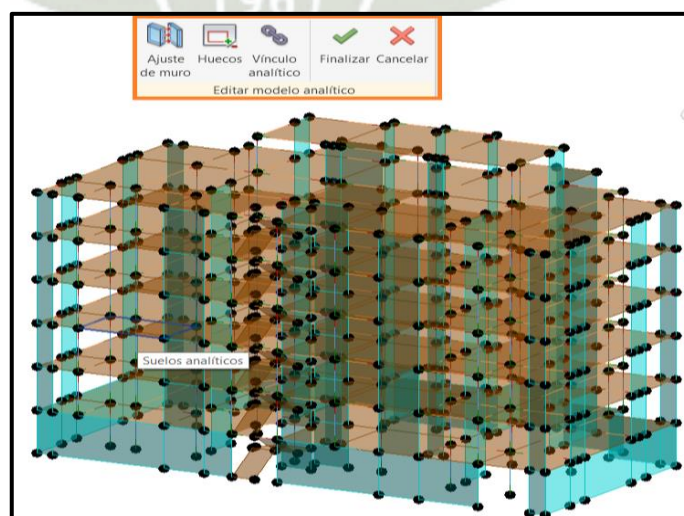 Ajuste de muro
Huecos
Vínculo analítico
Finalizar
Cancelar
Editar modelo analítico
Suelos analíticos